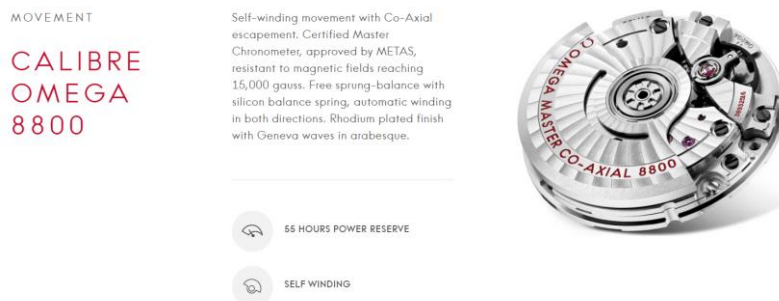 MOVEMENT
CALIBRE
OMEGA
8800
Self-winding movement with Co-Axial
escapement. Certified Master
Chronometer, approved by METAS,
resistant to magnetic fields reaching
15,000 gauss. Free sprung-balance with
silicon balance spring, automatic winding
in both directions. Rhodium plated finish
with Geneva waves in arabesque.
55 HOURS POWER RESERVE
SELF WINDING
Ω OMEGA MASTER CO-AXIAL 8800